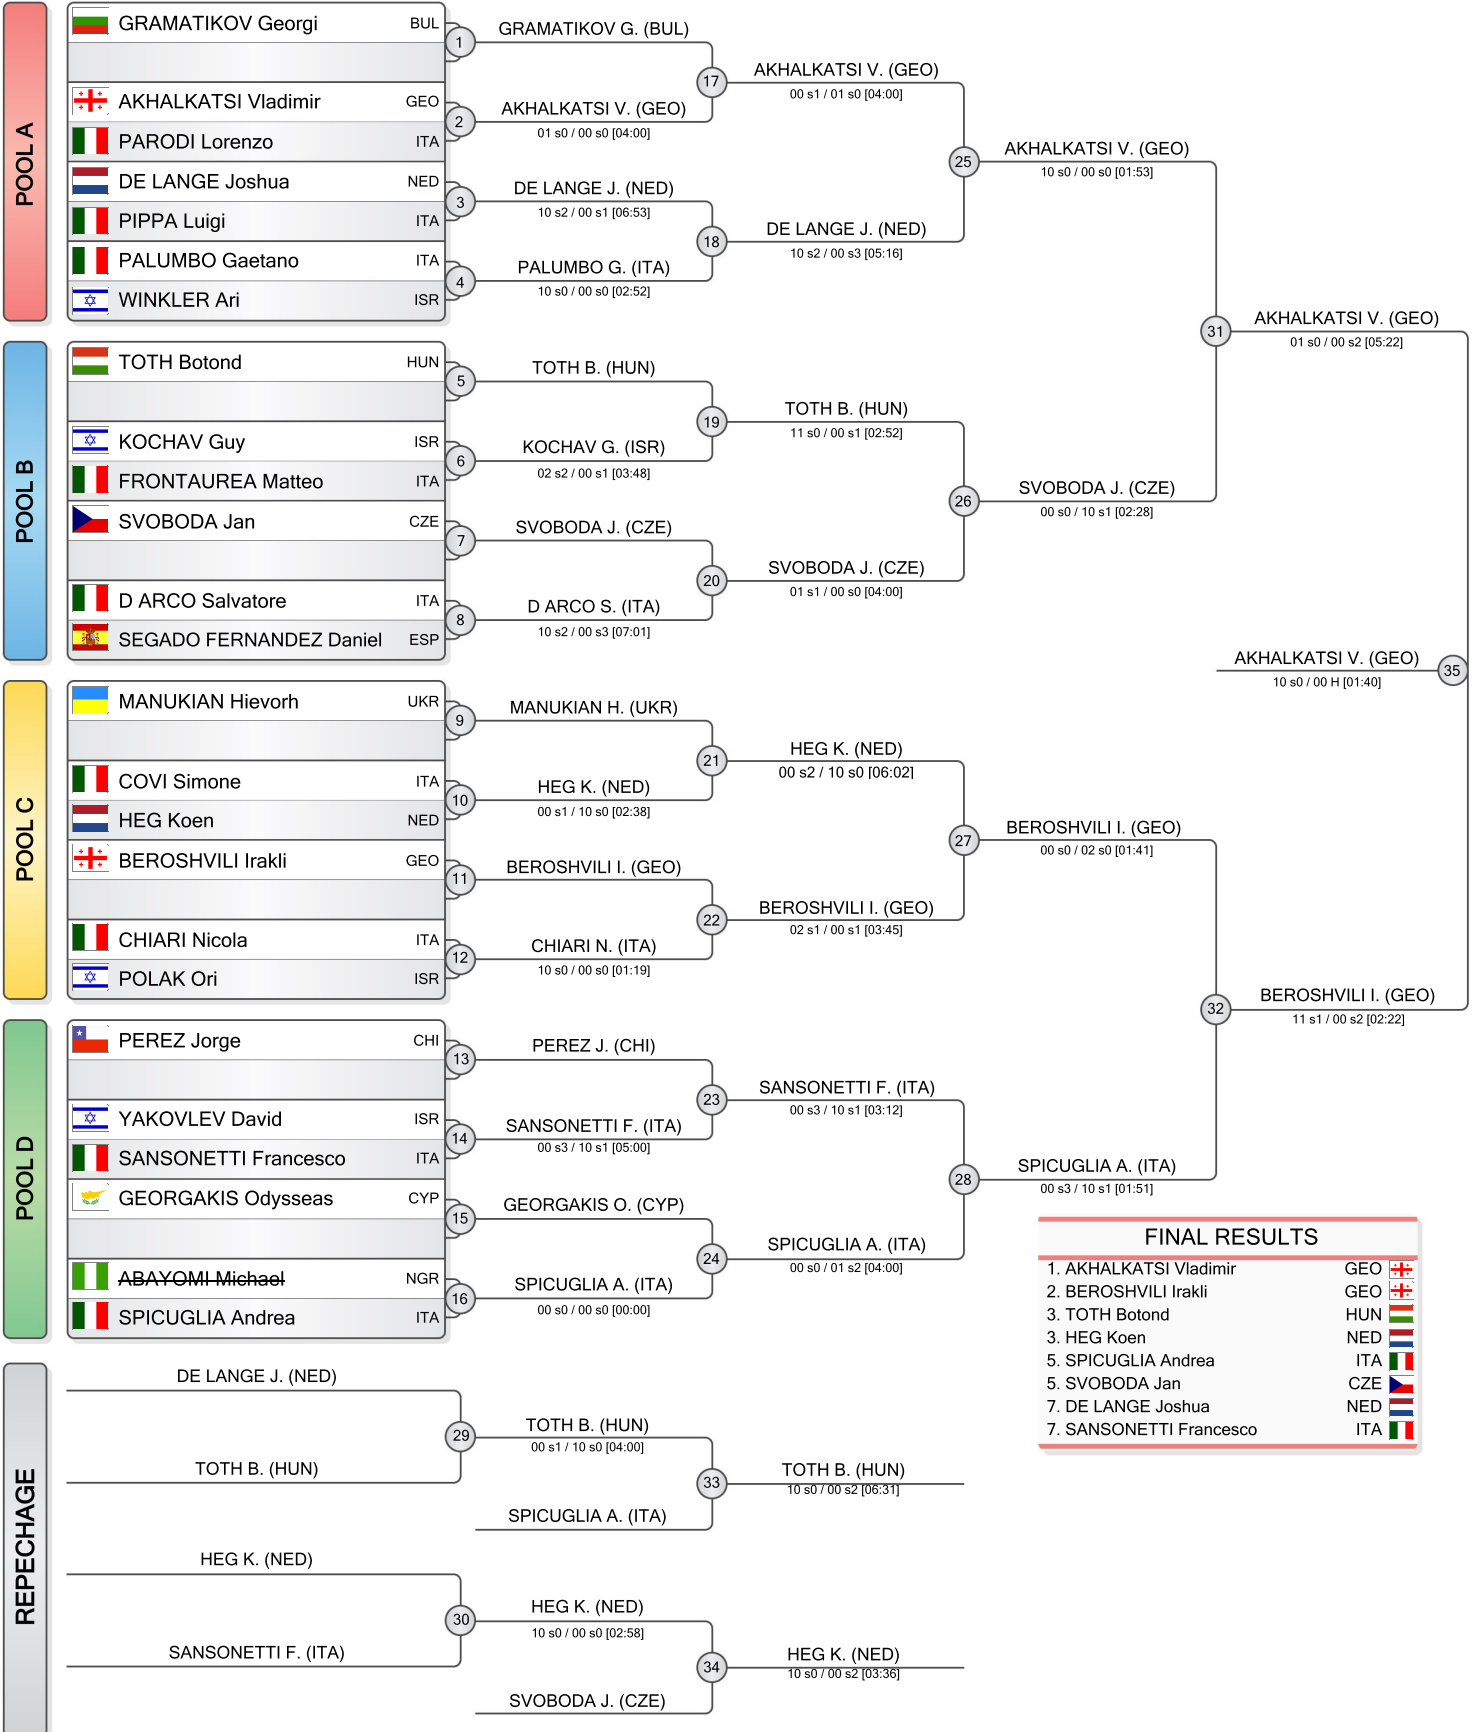 POOL A
GRAMATIKOV Georgi BUL
AKHALKATSI Vladimir GEO
PARODI Lorenzo ITA
DE LANGE Joshua NED
PIPPA Luigi ITA
PALUMBO Gaetano ITA
WINKLER Ari ISR
1
2
3
4
GRAMATIKOV G. (BUL)
AKHALKATSI V. (GEO)
01 s0 / 00 s0 [04:00]
DE LANGE J. (NED)
10 s2 / 00 s1 [06:53]
PALUMBO G. (ITA)
10 s0 / 00 s0 [02:52]
17
18
AKHALKATSI V. (GEO)
00 s1 / 01 s0 [04:00]
DE LANGE J. (NED)
10 s2 / 00 s3 [05:16]
25
AKHALKATSI V. (GEO)
10 s0 / 00 s0 [01:53]
POOL B
TOTH Botond HUN
KOCHAV Guy ISR
FRONTAUREA Matteo ITA
SVOBODA Jan CZE
D ARCO Salvatore ITA
SEGADO FERNANDEZ Daniel ESP
5
6
7
8
TOTH B. (HUN)
KOCHAV G. (ISR)
02 s2 / 00 s1 [03:48]
SVOBODA J. (CZE)
D ARCO S. (ITA)
10 s2 / 00 s3 [07:01]
19
20
TOTH B. (HUN)
11 s0 / 00 s1 [02:52]
SVOBODA J. (CZE)
01 s1 / 00 s0 [04:00]
26
SVOBODA J. (CZE)
00 s0 / 10 s1 [02:28]
31
AKHALKATSI V. (GEO)
01 s0 / 00 s2 [05:22]
AKHALKATSI V. (GEO)
10 s0 / 00 H [01:40]
35
POOL C
MANUKIAN Hievorh UKR
COVI Simone ITA
HEG Koen NED
BEROSHVILI Irakli GEO
CHIARI Nicola ITA
POLAK Ori ISR
9
10
11
12
MANUKIAN H. (UKR)
HEG K. (NED)
00 s1 / 10 s0 [02:38]
BEROSHVILI I. (GEO)
CHIARI N. (ITA)
10 s0 / 00 s0 [01:19]
21
22
HEG K. (NED)
00 s2 / 10 s0 [06:02]
BEROSHVILI I. (GEO)
02 s1 / 00 s1 [03:45]
27
BEROSHVILI I. (GEO)
00 s0 / 02 s0 [01:41]
POOL D
PEREZ Jorge CHI
YAKOVLEV David ISR
SANSONETTI Francesco ITA
GEORGAKIS Odysseas CYP
ABAYOMI Michael NGR
SPICUGLIA Andrea ITA
13
14
15
16
PEREZ J. (CHI)
SANSONETTI F. (ITA)
00 s3 / 10 s1 [05:00]
GEORGAKIS O. (CYP)
SPICUGLIA A. (ITA)
00 s0 / 00 s0 [00:00]
23
24
SANSONETTI F. (ITA)
00 s3 / 10 s1 [03:12]
SPICUGLIA A. (ITA)
00 s0 / 01 s2 [04:00]
28
SPICUGLIA A. (ITA)
00 s3 / 10 s1 [01:51]
32
BEROSHVILI I. (GEO)
11 s1 / 00 s2 [02:22]
FINAL RESULTS
1. AKHALKATSI Vladimir GEO
2. BEROSHVILI Irakli GEO
3. TOTH Botond HUN
3. HEG Koen NED
5. SPICUGLIA Andrea ITA
5. SVOBODA Jan CZE
7. DE LANGE Joshua NED
7. SANSONETTI Francesco ITA
REPECHAGE
DE LANGE J. (NED)
TOTH B. (HUN)
29
TOTH B. (HUN)
00 s1 / 10 s0 [04:00]
SPICUGLIA A. (ITA)
33
TOTH B. (HUN)
10 s0 / 00 s2 [06:31]
HEG K. (NED)
SANSONETTI F. (ITA)
30
HEG K. (NED)
10 s0 / 00 s0 [02:58]
SVOBODA J. (CZE)
34
HEG K. (NED)
10 s0 / 00 s2 [03:36]